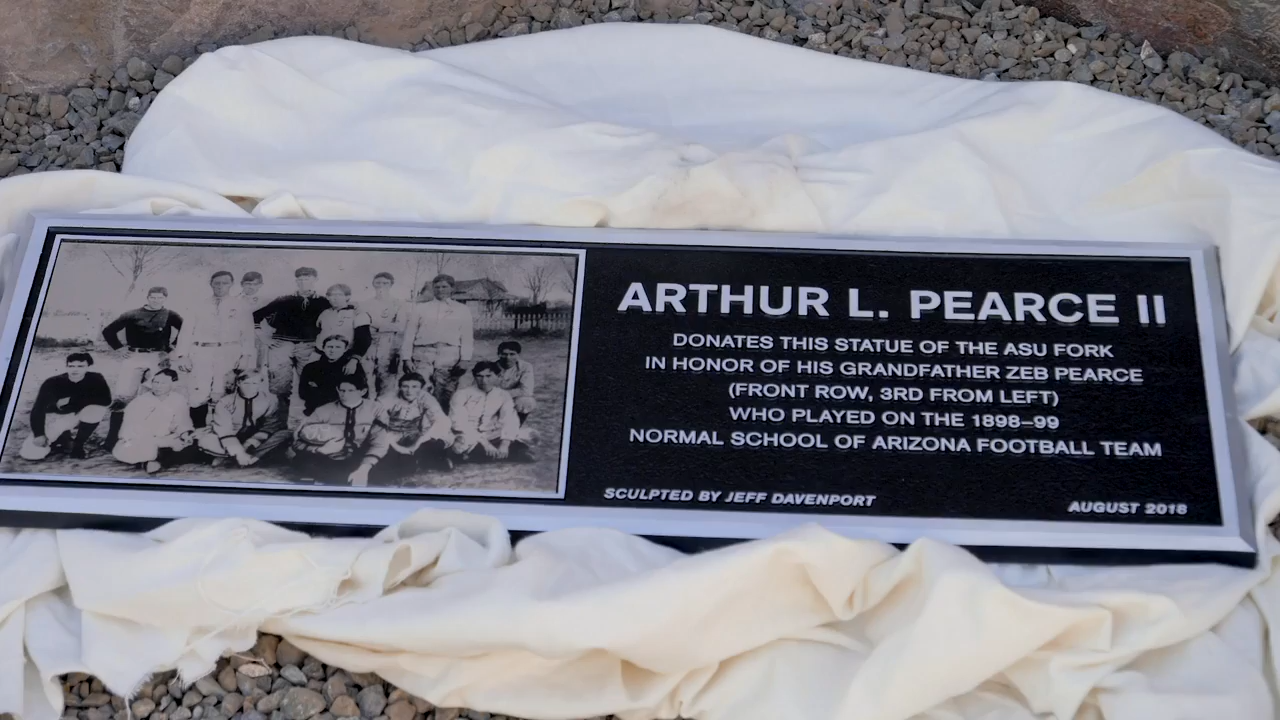 ARTHUR L. PEARCE II
DONATES THIS STATUE OF THE ASU FORK
IN HONOR OF HIS GRANDFATHER ZEB PEARCE
(FRONT ROW, 3RD FROM LEFT)
WHO PLAYED ON THE 1898–99
NORMAL SCHOOL OF ARIZONA FOOTBALL TEAM
SCULPTED BY JEFF DAVENPORT
AUGUST 2018